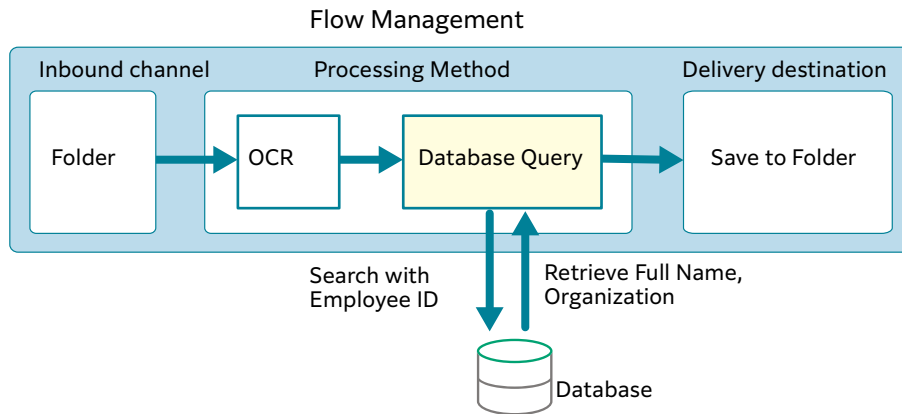 Flow Management
Inbound channel
Processing Method
Delivery destination
Folder
OCR
Database Query
Save to Folder
Search with
Employee ID
Retrieve Full Name,
Organization
Database